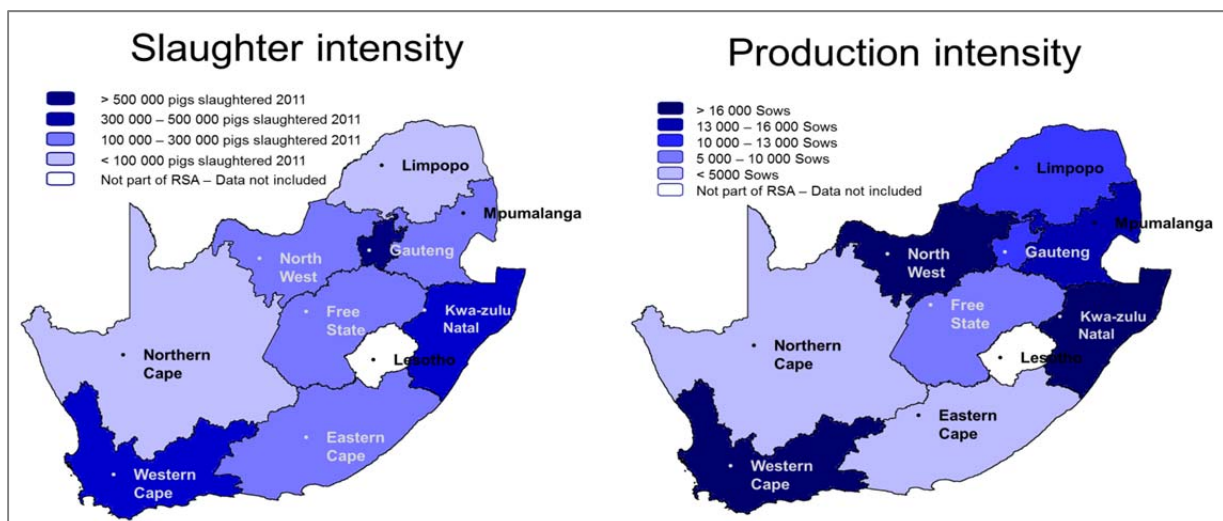 Slaughter intensity
> 500 000 pigs slaughtered 2011
300 000 – 500 000 pigs slaughtered 2011
100 000 – 300 000 pigs slaughtered 2011
< 100 000 pigs slaughtered 2011
Not part of RSA – Data not included
Limpopo
Mpumalanga
Gauteng
North
West
Free
State
Kwa-zulu
Natal
Northern
Cape
Lesotho
Eastern
Cape
Western
Cape
Production intensity
> 16 000 Sows
13 000 – 16 000 Sows
10 000 – 13 000 Sows
5 000 – 10 000 Sows
< 5000 Sows
Not part of RSA – Data not included
Limpopo
Mpumalanga
Gauteng
North
West
Free
State
Kwa-zulu
Natal
Northern
Cape
Lesotho
Eastern
Cape
Western
Cape